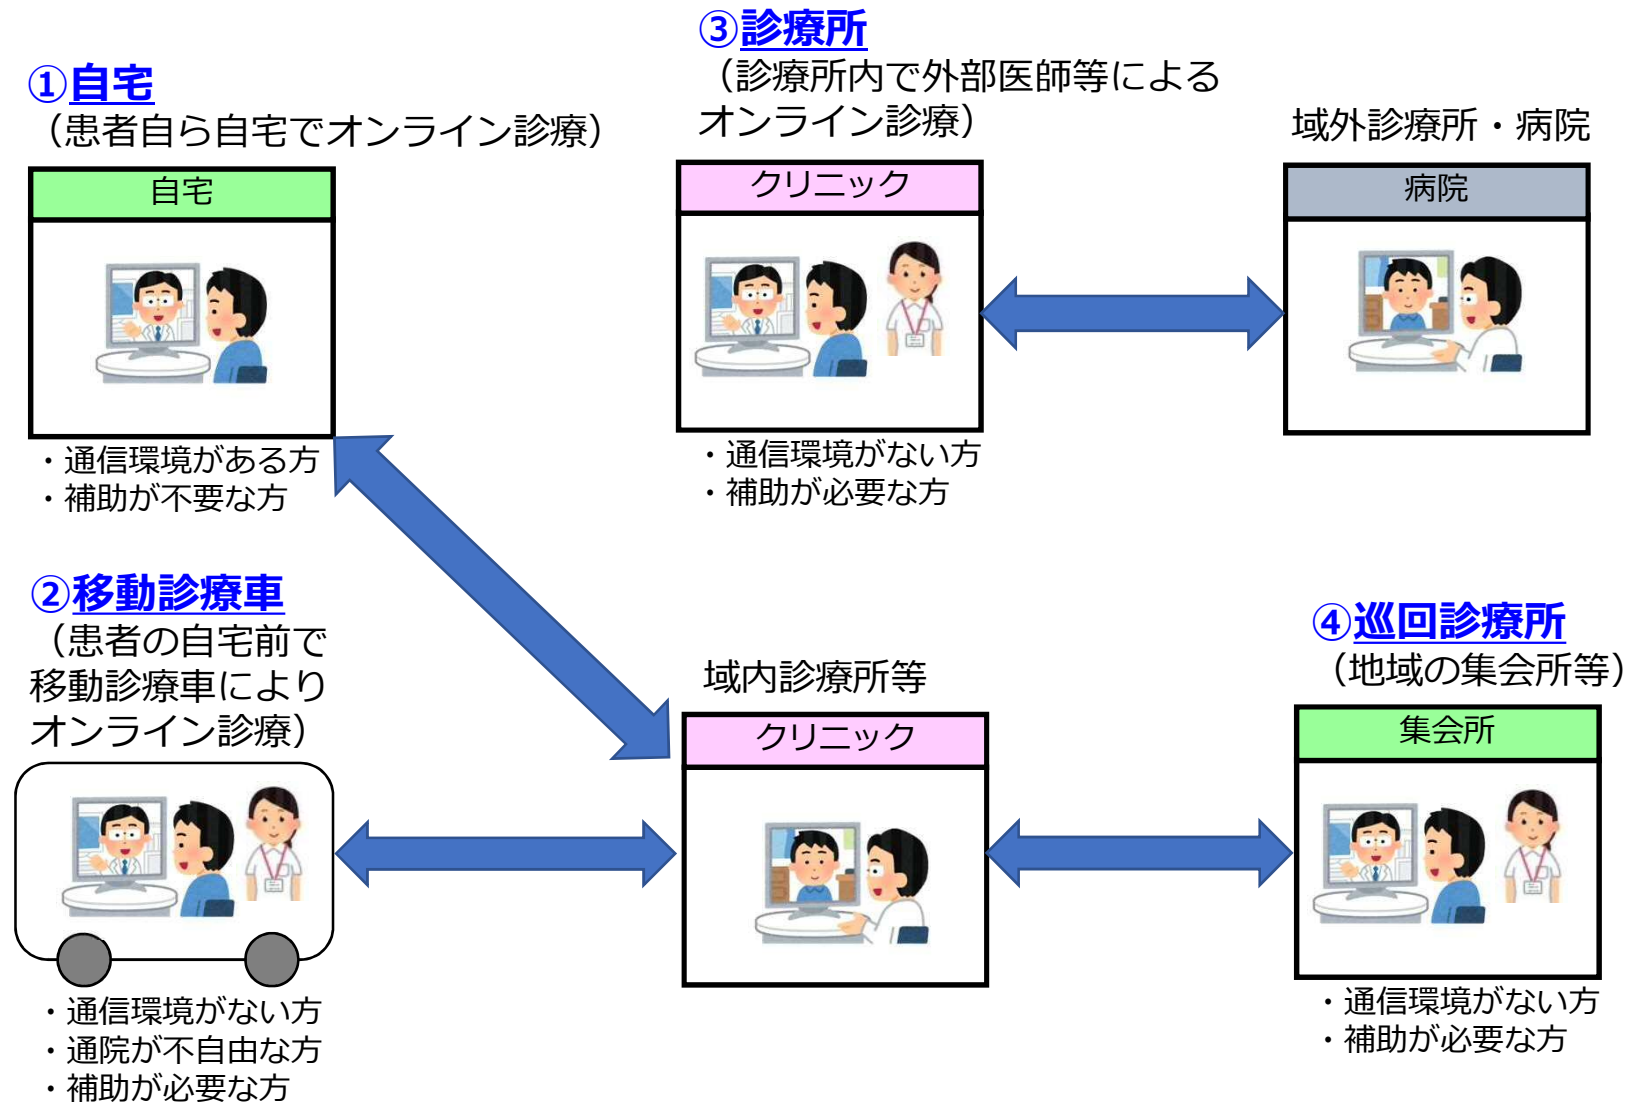 ①自宅
（患者自ら自宅でオンライン診療）
自宅
・通信環境がある方
・補助が不要な方
②移動診療車
（患者の自宅前で
移動診療車により
オンライン診療）
・通信環境がない方
・通院が不自由な方
・補助が必要な方
③診療所
（診療所内で外部医師等による
オンライン診療）
クリニック
・通信環境がない方
・補助が必要な方
域外診療所・病院
病院
域内診療所等
クリニック
④巡回診療所
（地域の集会所等）
集会所
・通信環境がない方
・補助が必要な方